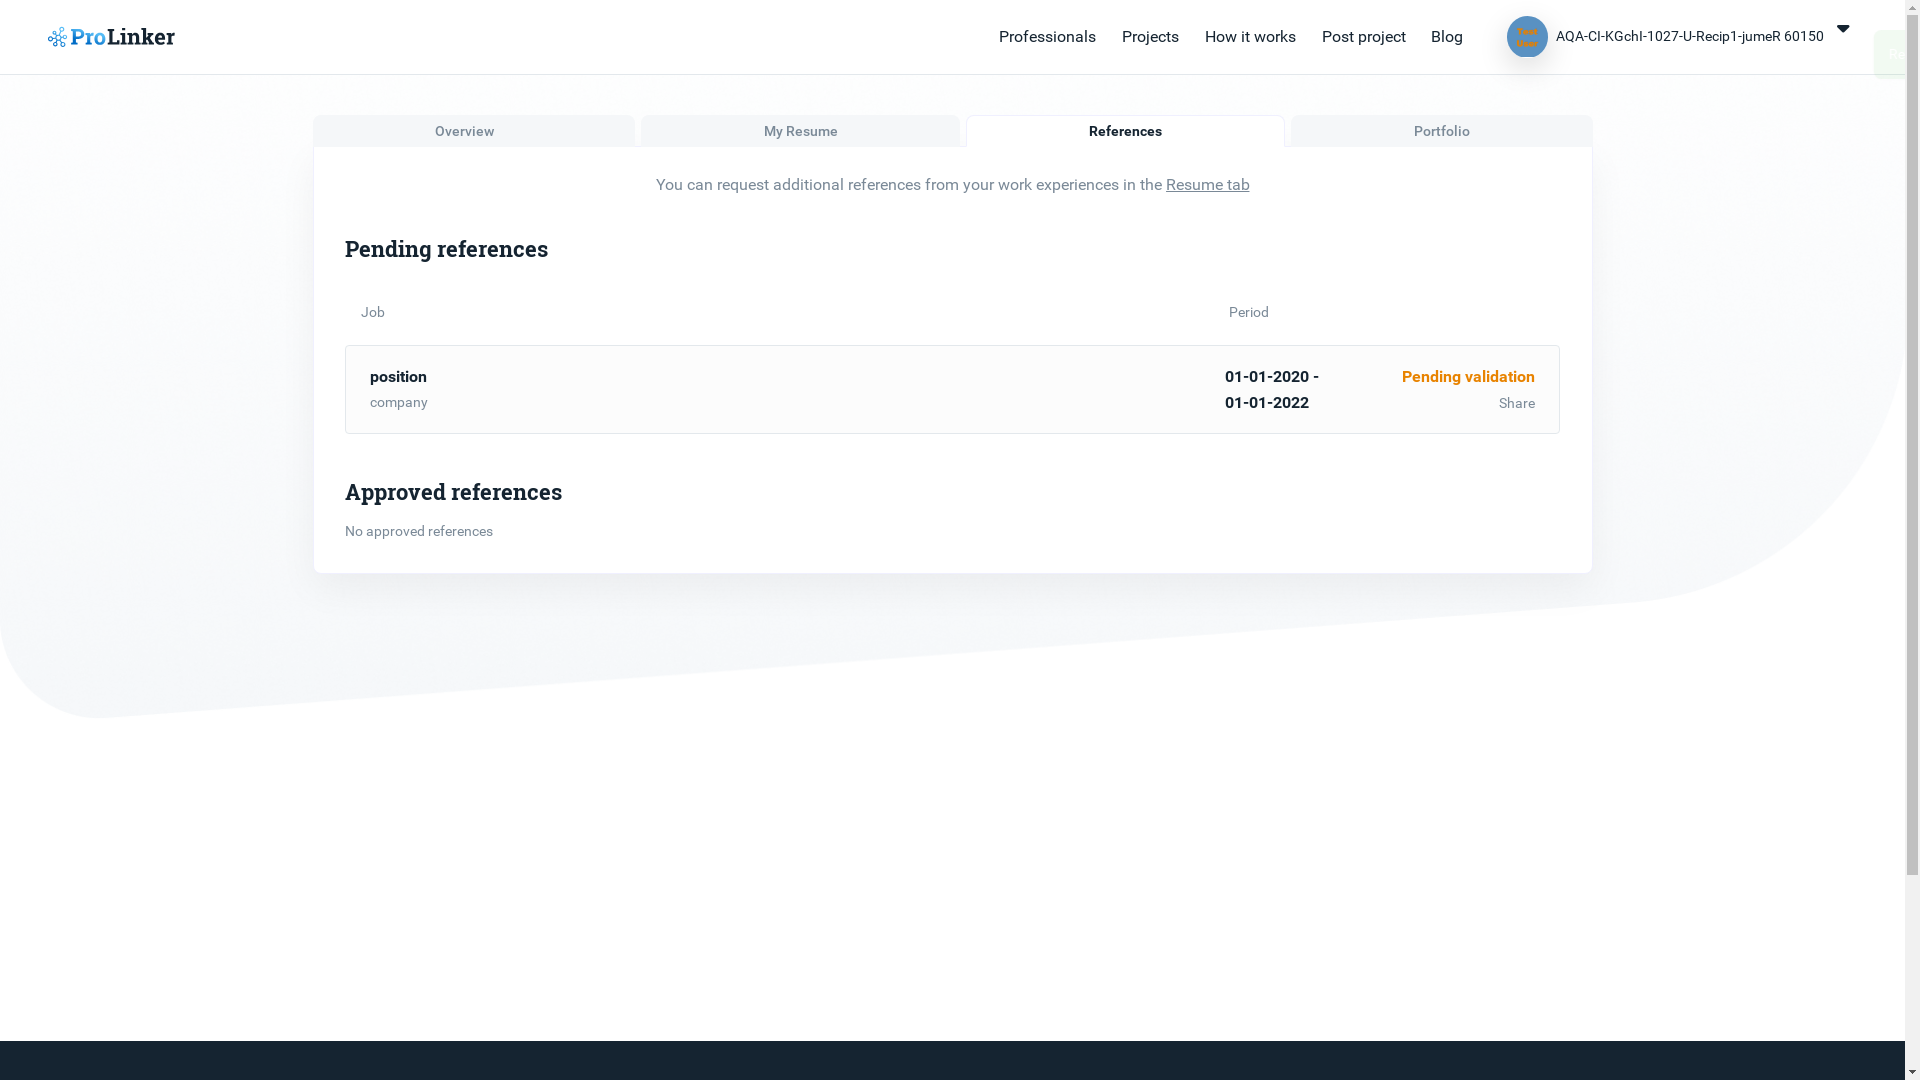 ProLinker
Professionals
Projects
How it works
Post project
Blog
Test User
AQA-CI-KGchI-1027-U-Recip1-jumeR 60150
Overview
My Resume
References
Portfolio
You can request additional references from your work experiences in the Resume tab
Pending references
Job
Period
position
company
01-01-2020 -
01-01-2022
Pending validation
Share
Approved references
No approved references